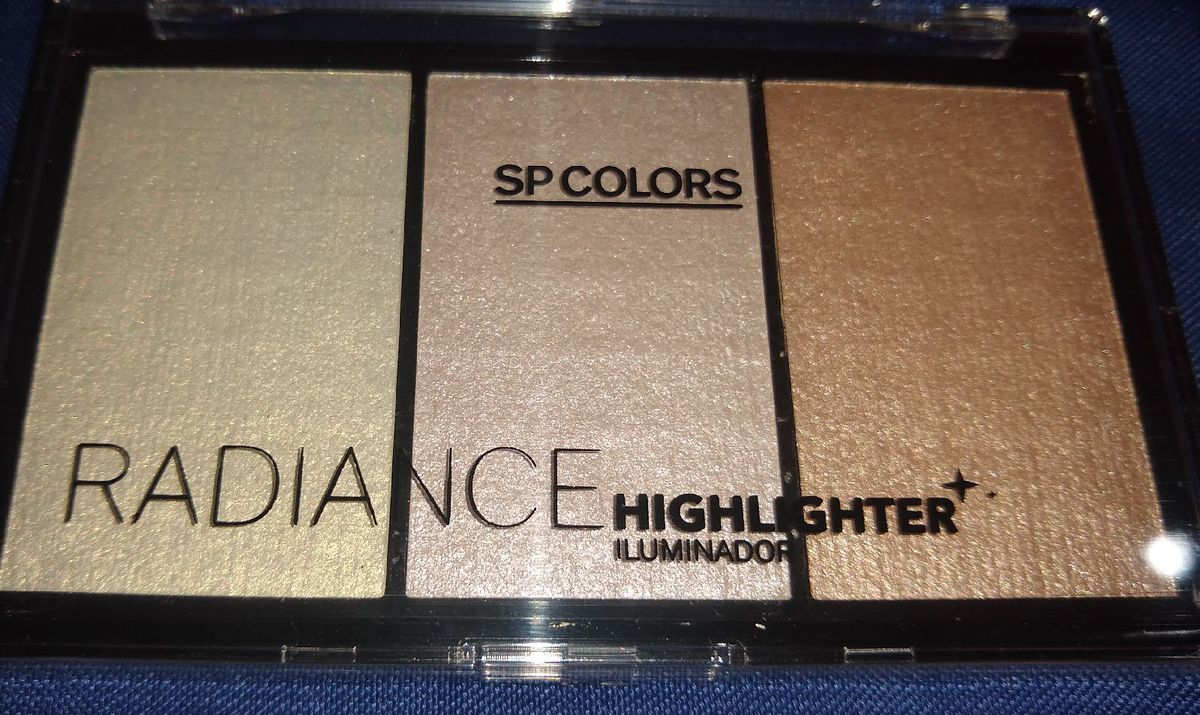 SP COLORS
RADIANCE HIGHLIGHTER
ILUMINADOR